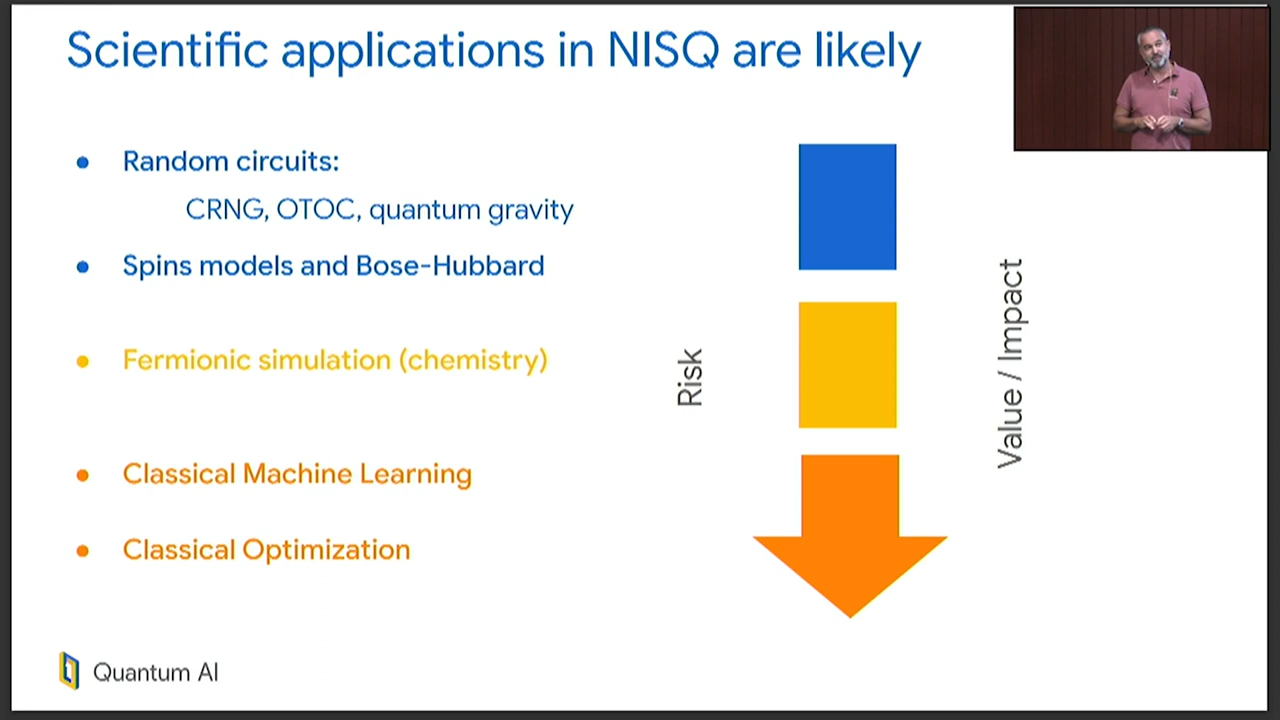 Scientific applications in NISQ are likely
● Random circuits:
CRNG, OTOC, quantum gravity
● Spins models and Bose-Hubbard
● Fermionic simulation (chemistry)
● Classical Machine Learning
● Classical Optimization
Risk
Value / Impact
Quantum AI